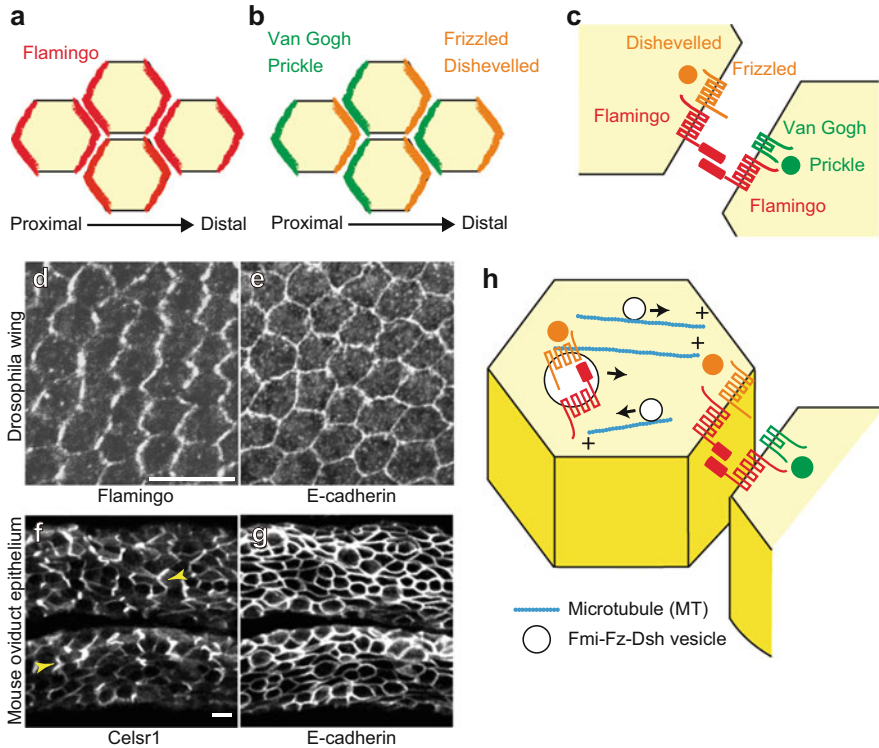 a
Flamingo
Proximal
Distal
b
Van Gogh
Prickle
Frizzled
Dishevelled
Proximal
Distal
c
Dishevelled
Frizzled
Flamingo
Van Gogh
Prickle
Flamingo
d
e
Drosophila wing
Flamingo
E-cadherin
f
g
Mouse oviduct epithelium
Celsr1
E-cadherin
h
+
+
+
Microtubule (MT)
Fmi-Fz-Dsh vesicle